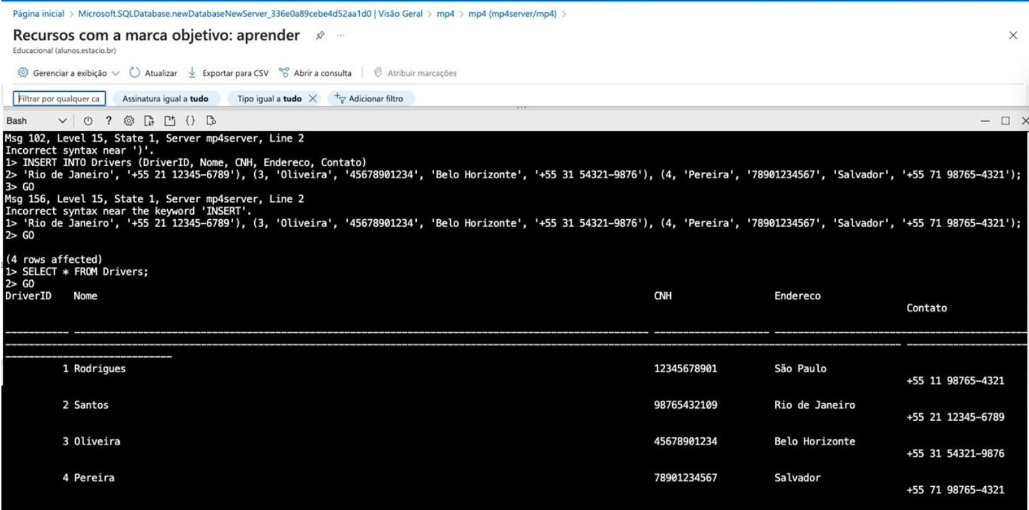 Página inicial > Microsoft.SQLDatabase.newDatabaseNewServer_336e0a89cebe4d52aa1d0 | Visão Geral > mp4 > mp4 (mp4server/mp4) >
Recursos com a marca objetivo: aprender
Educacional (alunos.estacio.br)
Gerenciar a exibição Atualizar Exportar para CSV Abrir a consulta Atribuir marcações
Filtrar por qualquer ca Assinatura igual a tudo Tipo igual a tudo Adicionar filtro
Bash
Msg 102, Level 15, State 1, Server mp4server, Line 2
Incorrect syntax near ')'.
1> INSERT INTO Drivers (DriverID, Nome, CNH, Endereco, Contato)
2> 'Rio de Janeiro', '+55 21 12345-6789'), (3, 'Oliveira', '45678901234', 'Belo Horizonte', '+55 31 54321-9876'), (4, 'Pereira', '78901234567', 'Salvador', '+55 71 98765-4321');
3> GO
Msg 156, Level 15, State 1, Server mp4server, Line 2
Incorrect syntax near the keyword 'INSERT'.
1> 'Rio de Janeiro', '+55 21 12345-6789'), (3, 'Oliveira', '45678901234', 'Belo Horizonte', '+55 31 54321-9876'), (4, 'Pereira', '78901234567', 'Salvador', '+55 71 98765-4321');
2> GO
(4 rows affected)
1> SELECT * FROM Drivers;
2> GO
DriverID Nome CNH Endereco
Contato
1 Rodrigues 12345678901 São Paulo
+55 11 98765-4321
2 Santos 98765432109 Rio de Janeiro
+55 21 12345-6789
3 Oliveira 45678901234 Belo Horizonte
+55 31 54321-9876
4 Pereira 78901234567 Salvador
+55 71 98765-4321